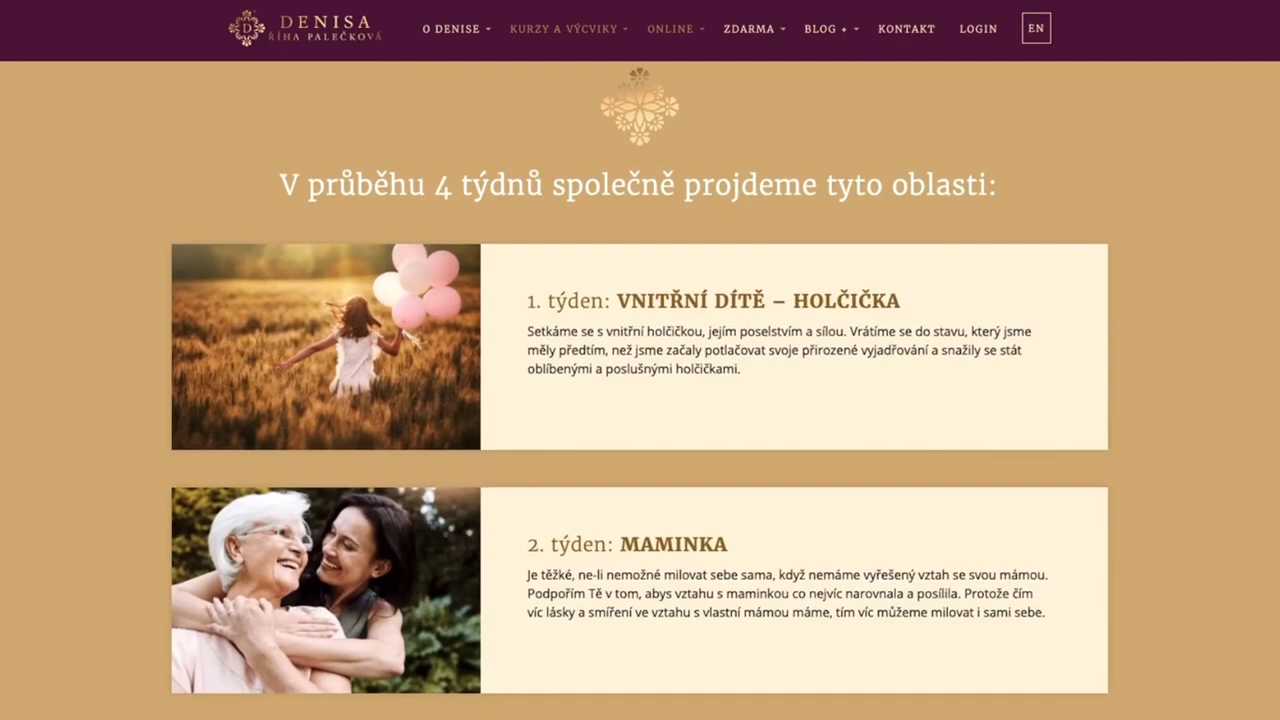 DENISA
ŘÍHA PALEČKOVÁ
D
O DENISE
KURZY A VÝCVIKY
ONLINE
ZDARMA
BLOG +
KONTAKT
LOGIN
EN
V průběhu 4 týdnů společně projdeme tyto oblasti:
1. týden: VNITŘNÍ DÍTĚ – HOLČIČKA
Setkáme se s vnitřní holčičkou, jejím poselstvím a sílou. Vrátíme se do stavu, který jsme
měly předtím, než jsme začaly potlačovat svoje přirozené vyjadřování a snažily se stát
oblíbenými a poslušnými holčičkami.
2. týden: MAMINKA
Je těžké, ne-li nemožné milovat sebe sama, když nemáme vyřešený vztah se svou mámou.
Podpořím Tě v tom, abys vztahu s maminkou co nejvíc narovnala a posílila. Protože čím
víc lásky a smíření ve vztahu s vlastní mámou máme, tím víc můžeme milovat i sami sebe.